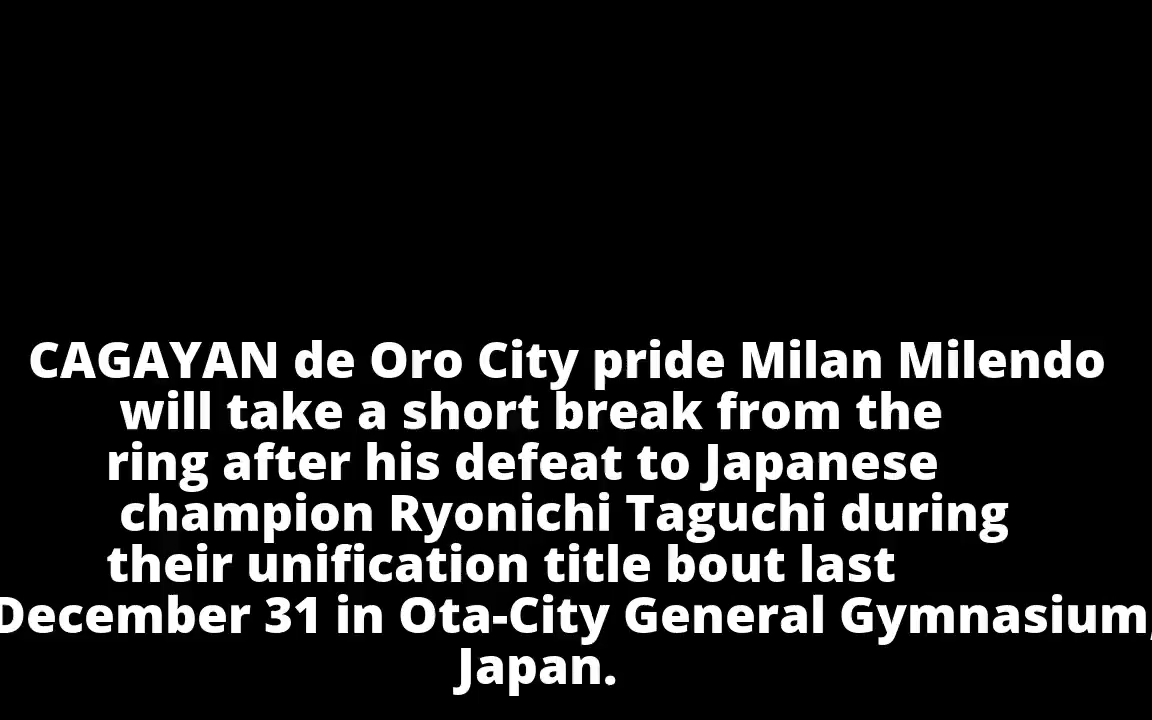 CAGAYAN de Oro City pride Milan Milendo
will take a short break from the
ring after his defeat to Japanese
champion Ryonichi Taguchi during
their unification title bout last
December 31 in Ota-City General Gymnasium,
Japan.